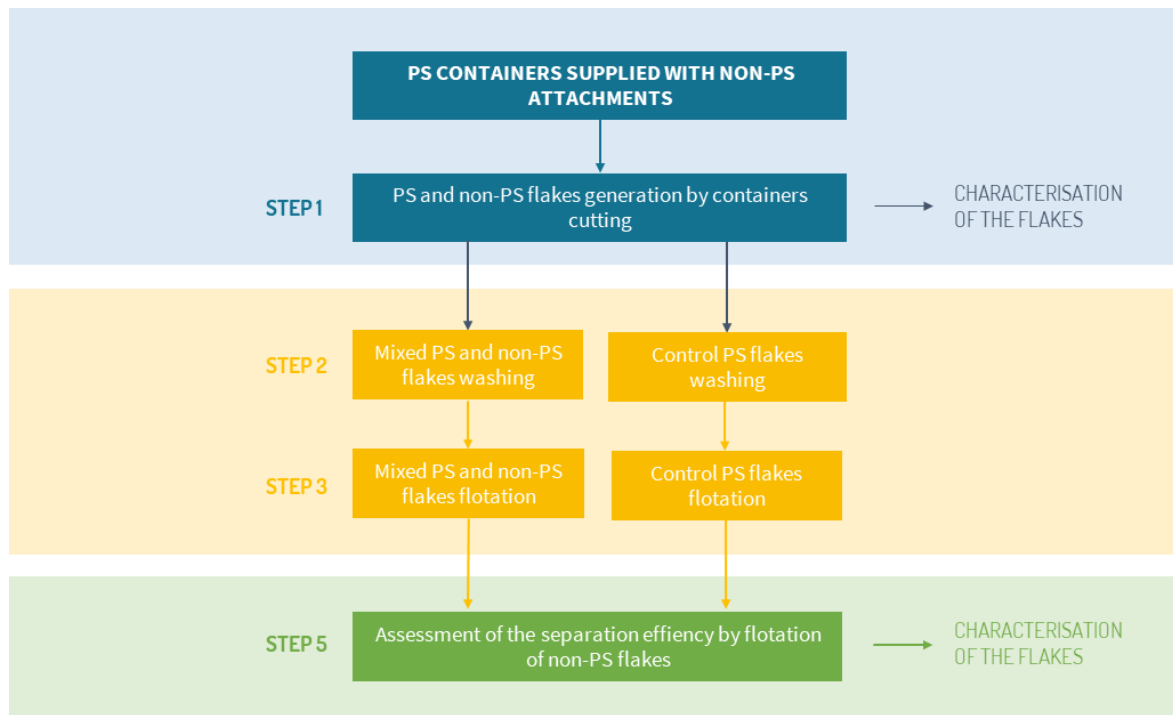 PS CONTAINERS SUPPLIED WITH NON-PS
ATTACHMENTS
STEP 1
PS and non-PS flakes generation by containers
cutting
CHARACTERISATION
OF THE FLAKES
STEP 2
Mixed PS and non-PS
flakes washing
Control PS flakes
washing
STEP 3
Mixed PS and non-PS
flakes flotation
Control PS flakes
flotation
STEP 5
Assessment of the separation effiency by flotation
of non-PS flakes
CHARACTERISATION
OF THE FLAKES